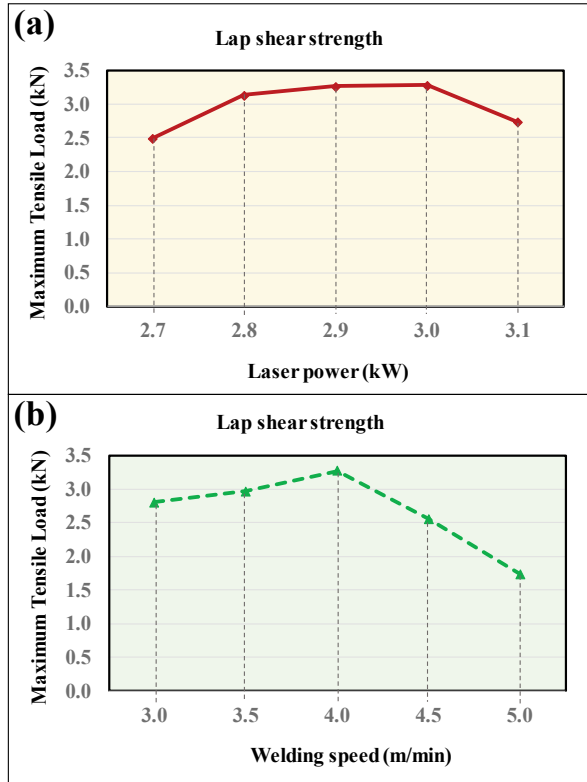 (a)
Lap shear strength
Maximum Tensile Load (kN)
3.5
3.0
2.5
2.0
1.5
1.0
0.5
0.0
2.7 2.8 2.9 3.0 3.1
Laser power (kW)
(b)
Lap shear strength
Maximum Tensile Load (kN)
3.5
3.0
2.5
2.0
1.5
1.0
0.5
0.0
3.0 3.5 4.0 4.5 5.0
Welding speed (m/min)